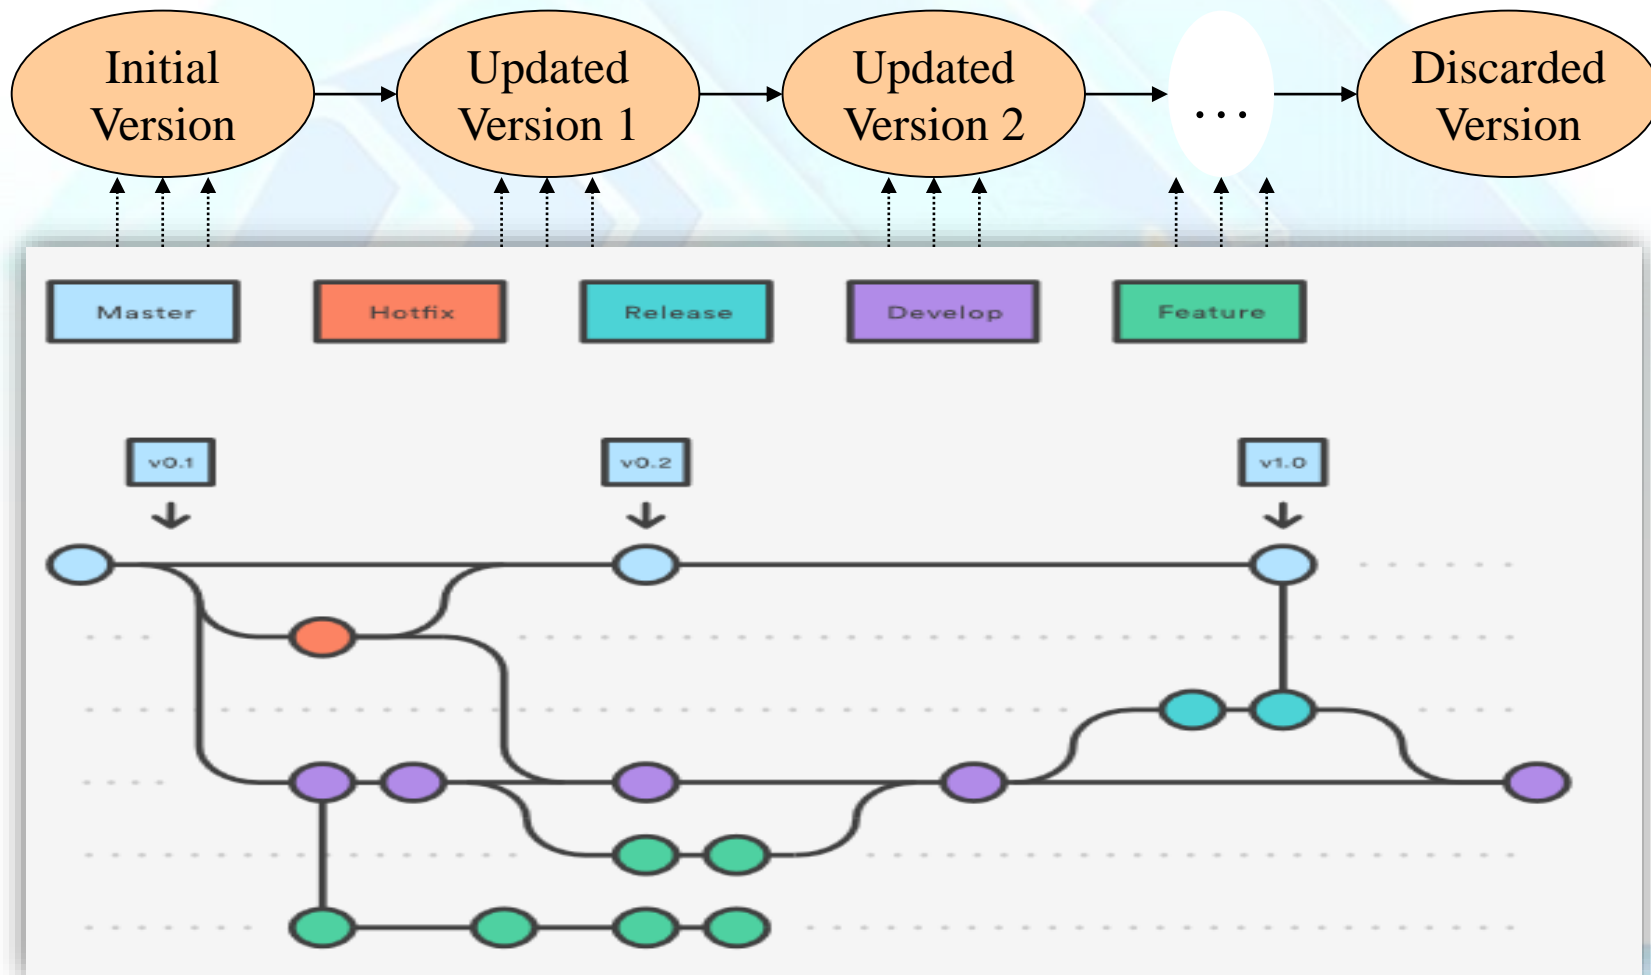 Initial
Version
Updated
Version 1
Updated
Version 2
...
Discarded
Version
Master
Hotfix
Release
Develop
Feature
v0.1
v0.2
v1.0